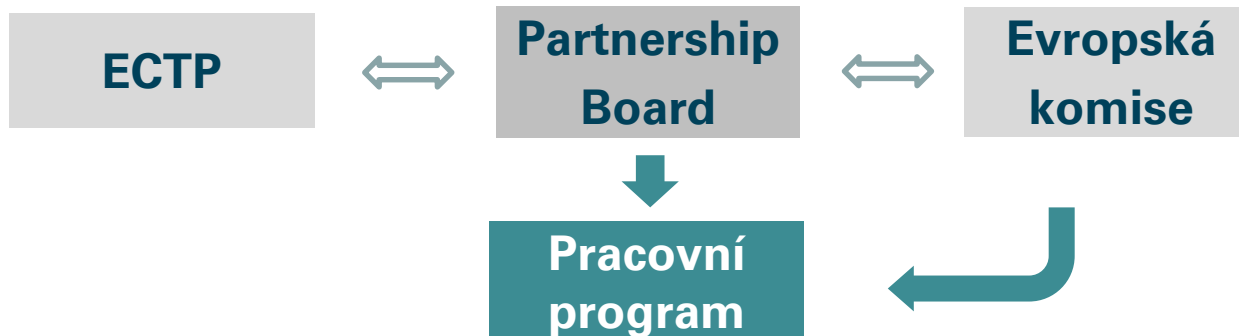 ECTP
Partnership
Board
Evropská
komise
Pracovní
program